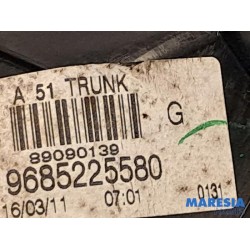 A 51 TRUNK
G
89090139
9685225580
16/03/11 07:01 0131
MARESIA